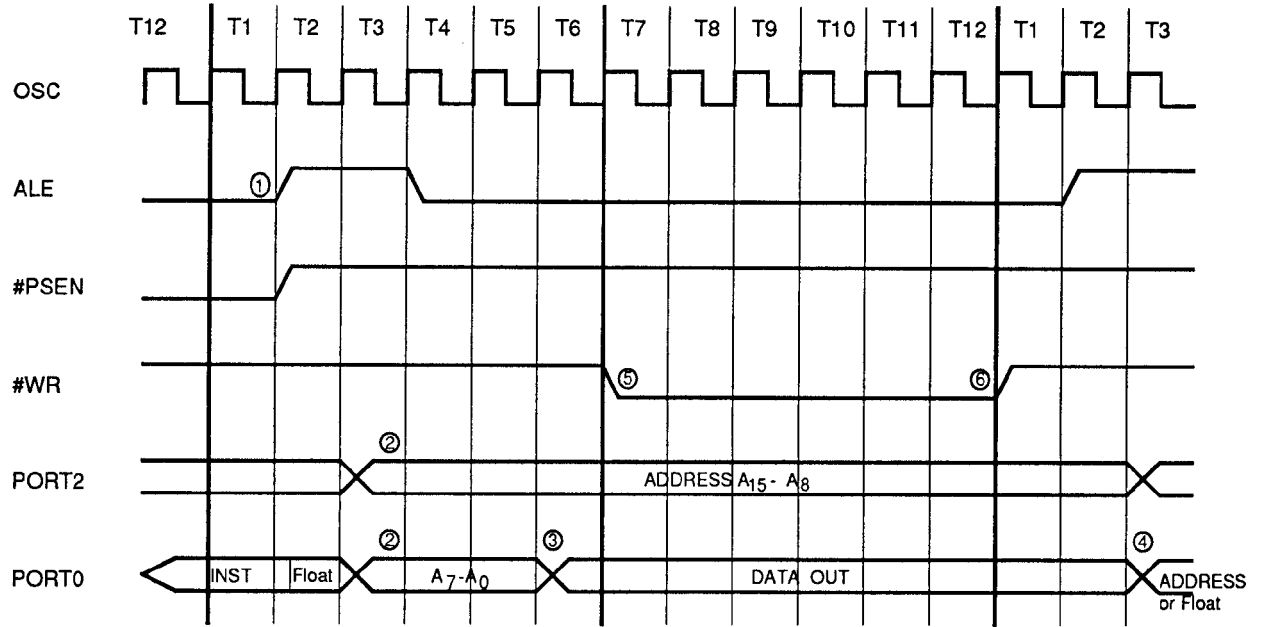 T12 T1 T2 T3 T4 T5 T6 T7 T8 T9 T10 T11 T12 T1 T2 T3
OSC
ALE ①
#PSEN
#WR ⑤ ⑥
②
PORT2 ADDRESS A15- A8
② ③ ④
PORT0 INST Float A7-A0 DATA OUT ADDRESS
or Float